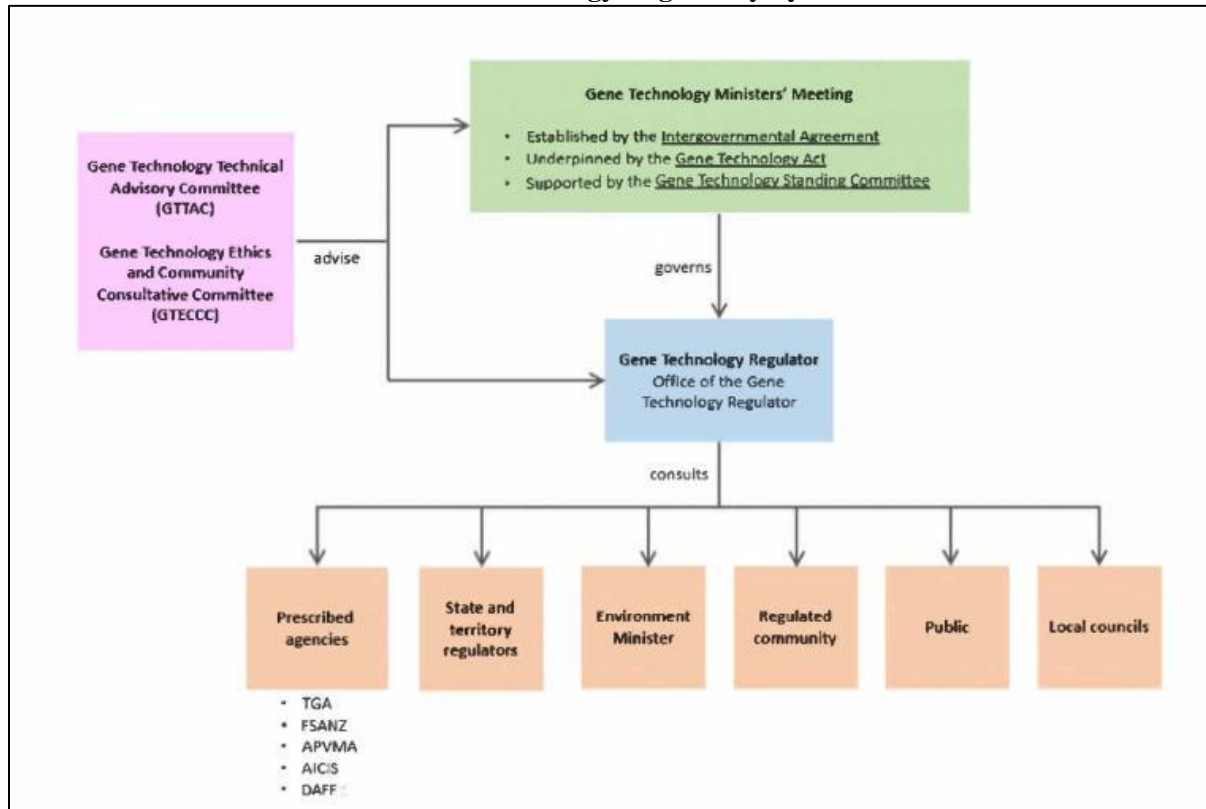 Gene Technology Ministers' Meeting
• Established by the Intergovernmental Agreement
• Underpinned by the Gene Technology Act
• Supported by the Gene Technology Standing Committee
Gene Technology Technical
Advisory Committee
(GTTAC)
Gene Technology Ethics
and Community
Consultative Committee
(GTECCC)
advise
governs
Gene Technology Regulator
Office of the Gene
Technology Regulator
consults
Prescribed
agencies
• TGA
• FSANZ
• APVMA
• AICIS
• DAFF
State and
territory
regulators
Environment
Minister
Regulated
community
Public
Local councils